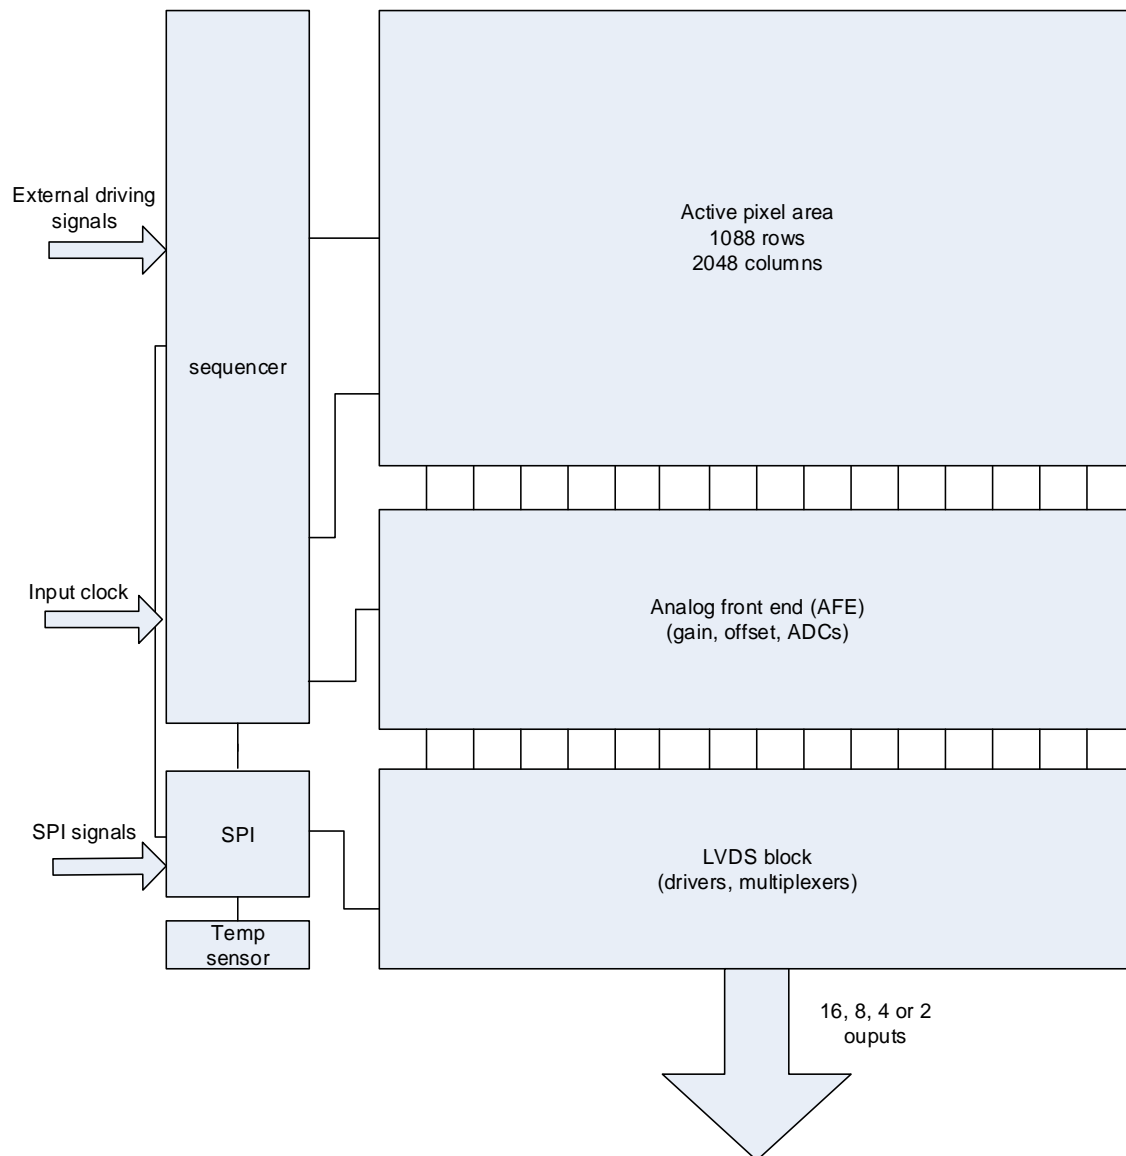 External driving
signals
sequencer
Active pixel area
1088 rows
2048 columns
Input clock
Analog front end (AFE)
(gain, offset, ADCs)
SPI signals
SPI
LVDS block
(drivers, multiplexers)
Temp
sensor
16, 8, 4 or 2
ouputs